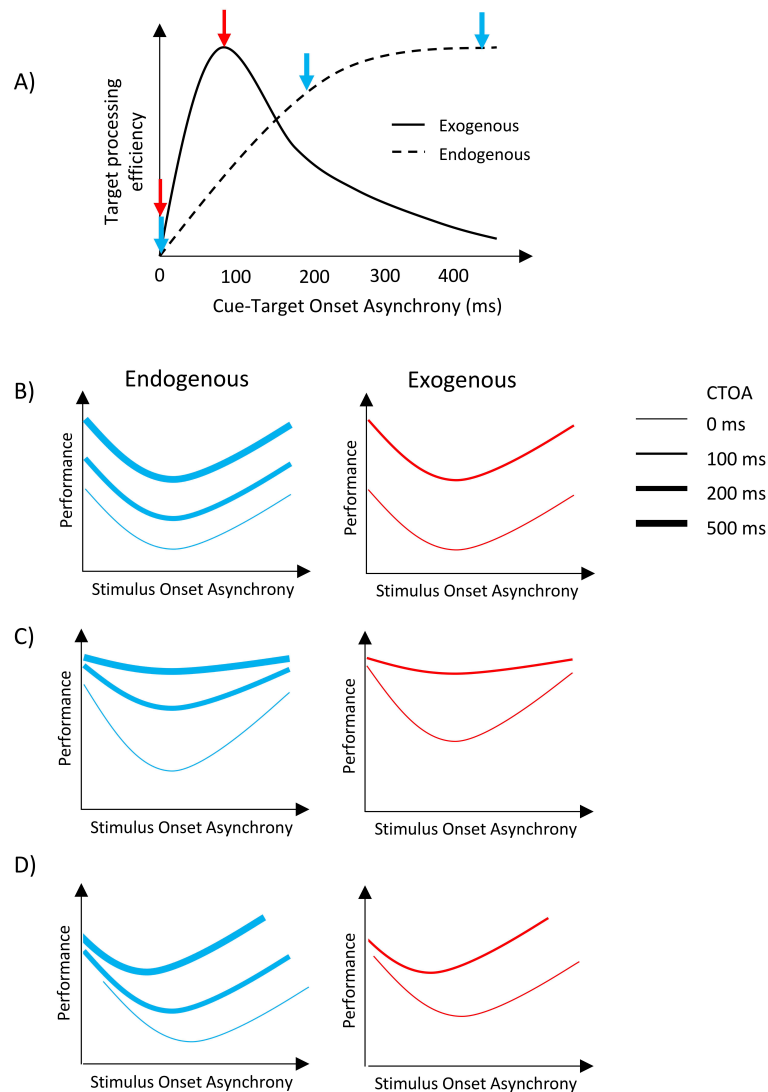 A)
Target processing
efficiency
Exogenous
Endogenous
0 100 200 300 400
Cue-Target Onset Asynchrony (ms)
B)
Endogenous
Exogenous
CTOA
0 ms
100 ms
200 ms
500 ms
Performance
Stimulus Onset Asynchrony
Performance
Stimulus Onset Asynchrony
C)
Performance
Stimulus Onset Asynchrony
Performance
Stimulus Onset Asynchrony
D)
Performance
Stimulus Onset Asynchrony
Performance
Stimulus Onset Asynchrony